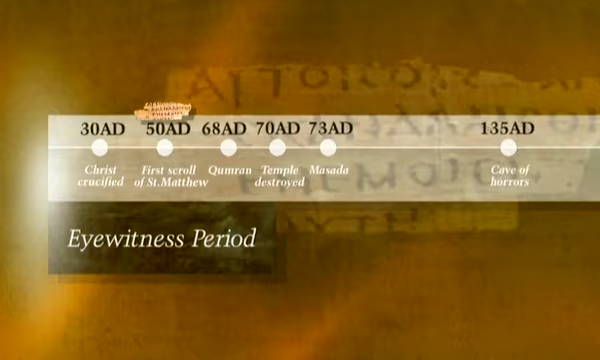 30AD 50AD 68AD 70AD 73AD 135AD
Christ crucified
First scroll of St.Matthew
Qumran
Temple destroyed
Masada
Cave of horrors
Eyewitness Period